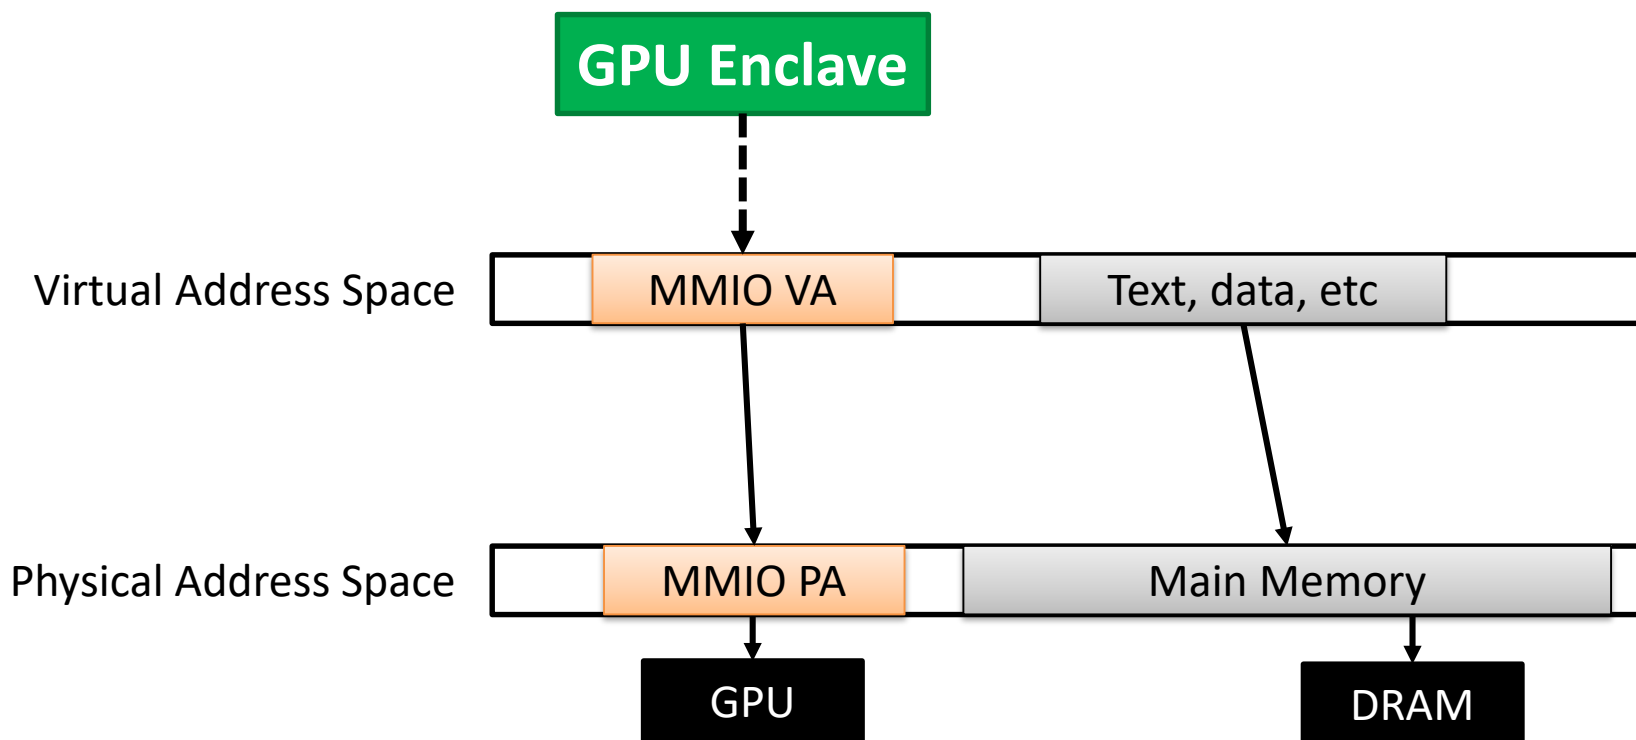 GPU Enclave
Virtual Address Space
MMIO VA
Text, data, etc
Physical Address Space
MMIO PA
Main Memory
GPU
DRAM